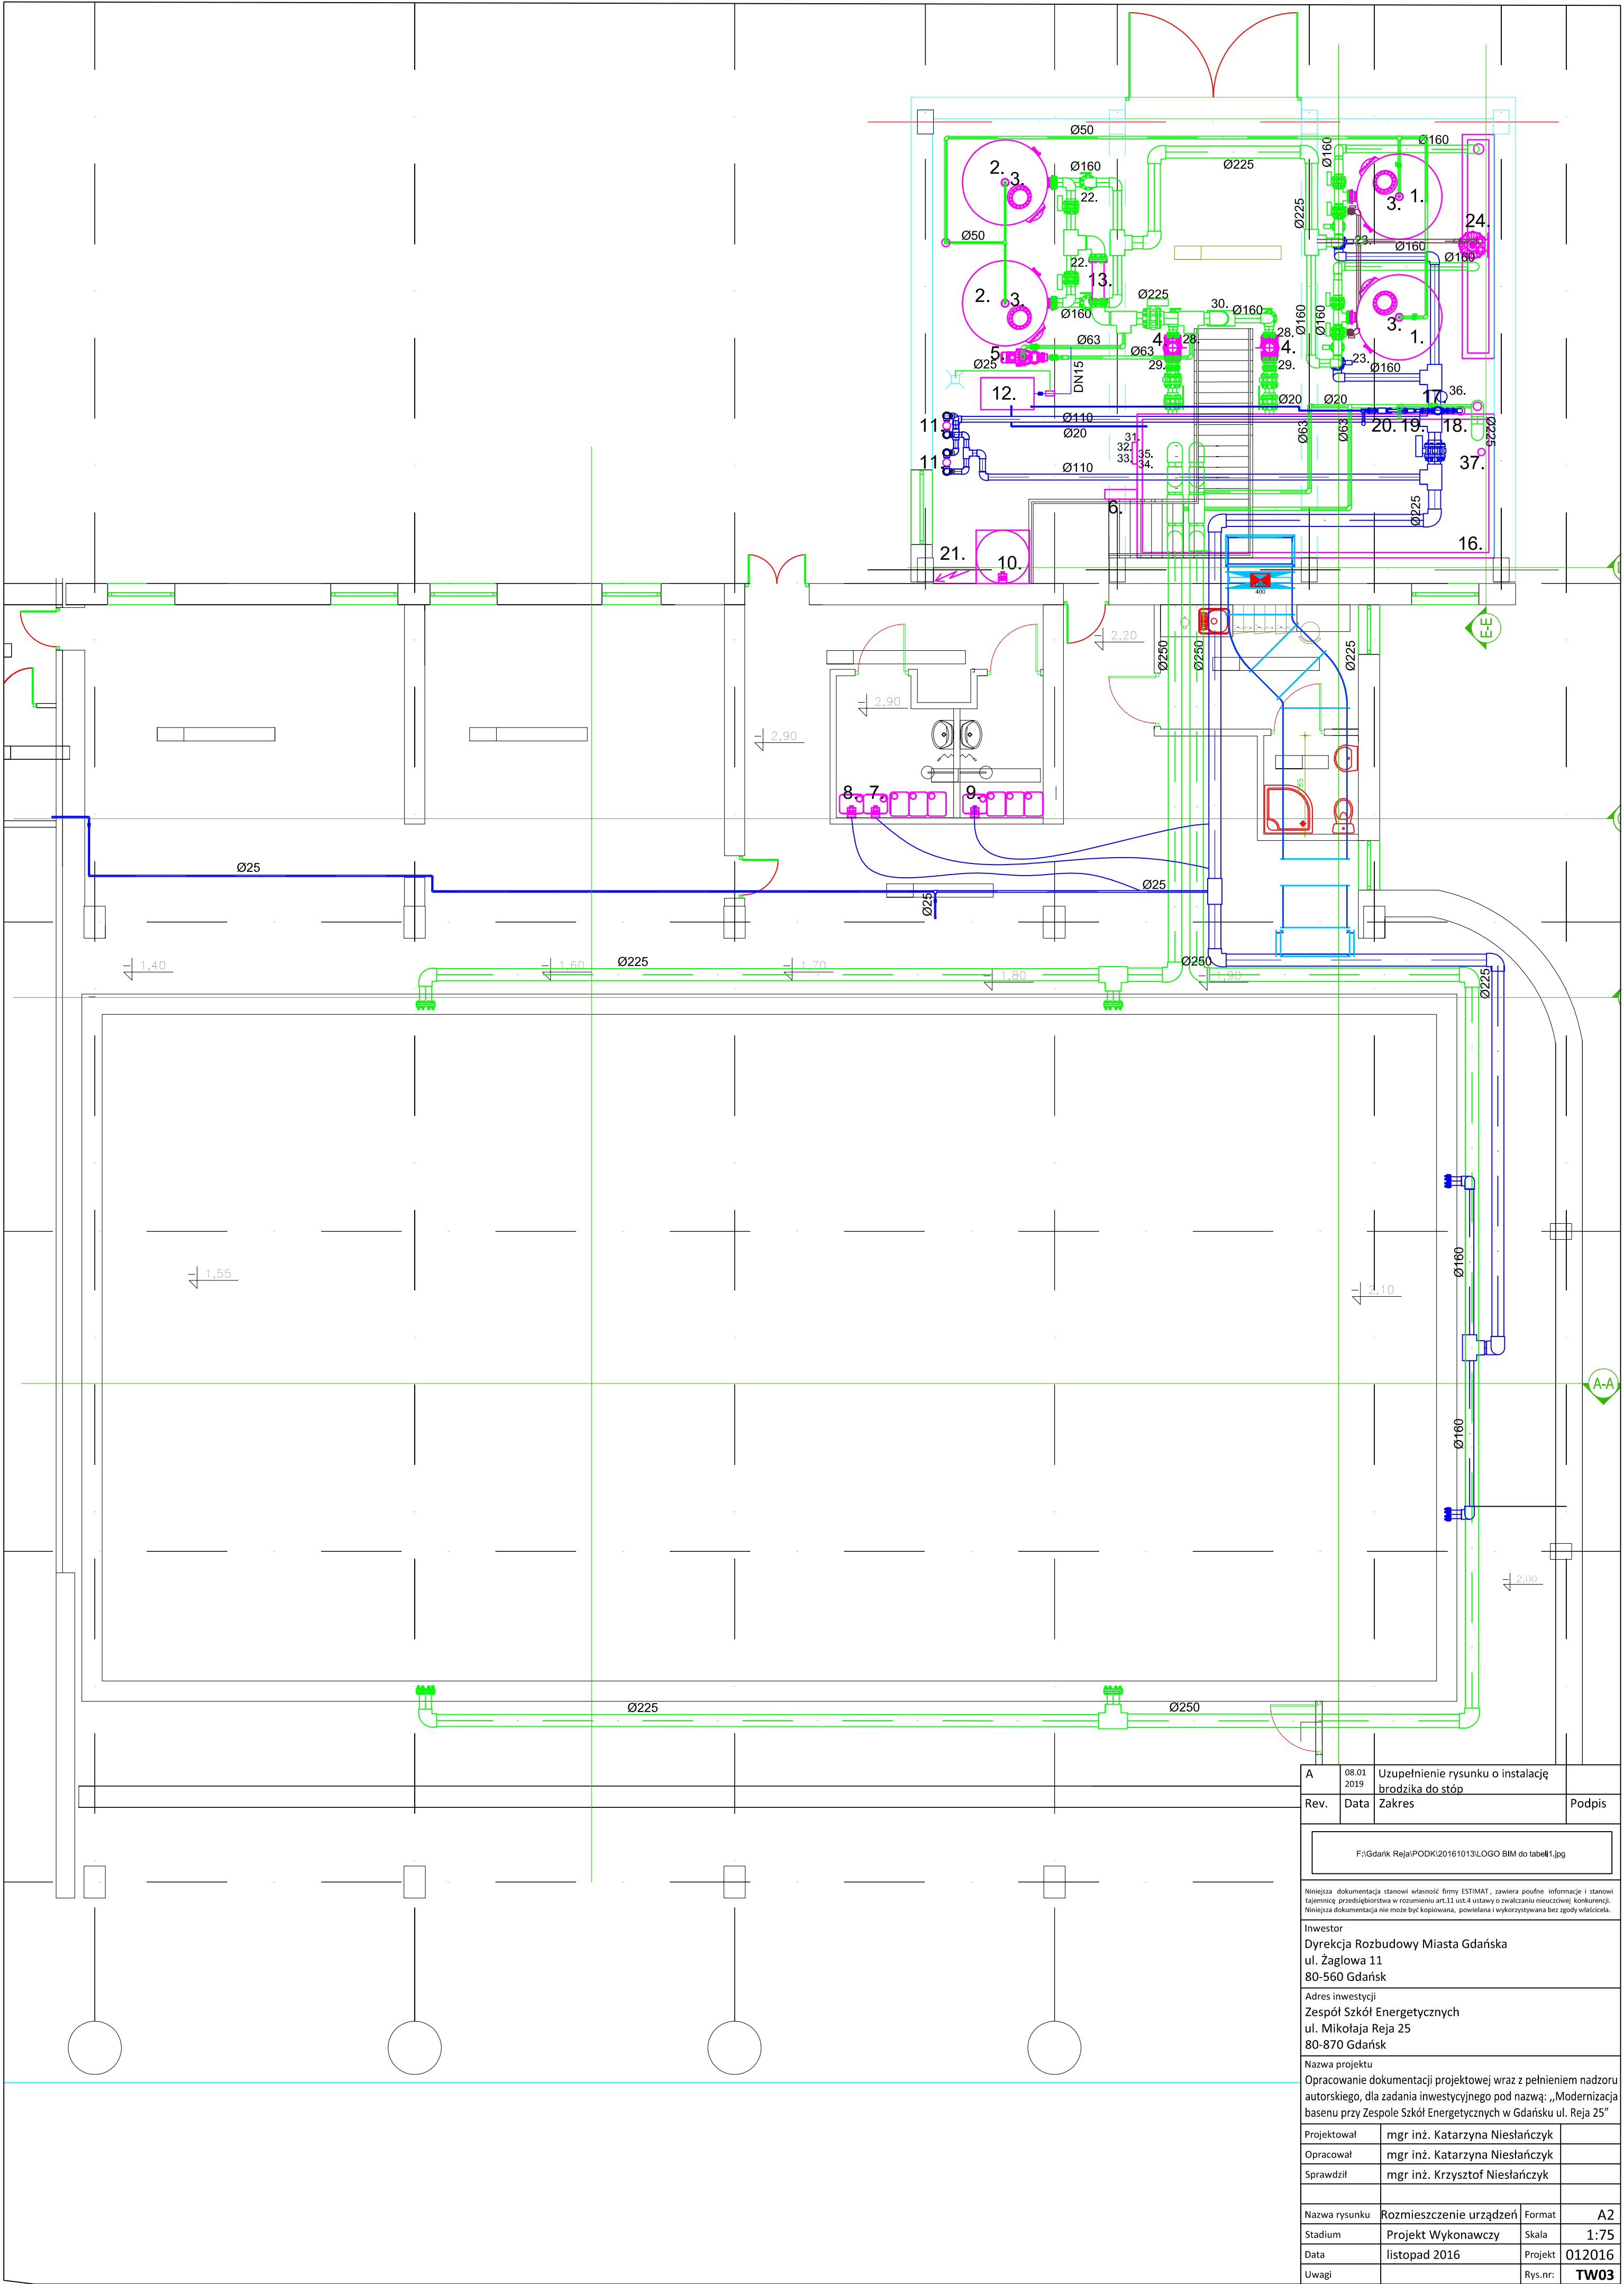 Ø50
Ø160
Ø160
Ø225
Ø160
2.
3.
22.
3.
1.
Ø225
24.
Ø50
23.
Ø160
Ø160
22.
13.
2.
3.
Ø225
30.
Ø160
Ø160
Ø160
Ø160
3.
1.
Ø63
4.
28.
28.
4.
5.
Ø63
29.
29.
23.
Ø160
Ø25
DN15
12.
17.
36.
Ø20
Ø20
11.
Ø110
Ø20
Ø63
Ø63
20.
19.
18.
Ø225
31.
32.
33.
35.
34.
11.
Ø110
37.
6.
Ø225
16.
21.
10.
400
E-E
2,20
Ø250
Ø250
Ø225
2,90
2,90
85
8.
7.
9.
Ø25
Ø25
Ø25
1,40
1,60
Ø225
1,70
1,80
Ø250
1,90
Ø225
Ø160
1,55
2,10
A-A
Ø160
2,00
Ø225
Ø250
A
08.01
2019
Uzupełnienie rysunku o instalację
brodzika do stóp
Rev.
Data
Zakres
Podpis
F:\Gdańk Reja\PODK\20161013\LOGO BIM do tabelli1.jpg
Niniejsza dokumentacja stanowi własność firmy ESTIMAT , zawiera poufne informacje i stanowi
tajemnicę przedsiębiorstwa w rozumieniu art.11 ust.4 ustawy o zwalczaniu nieuczciwej konkurencji.
Niniejsza dokumentacja nie może być kopiowana, powielana i wykorzystywana bez zgody właściciela.
Inwestor
Dyrekcja Rozbudowy Miasta Gdańska
ul. Żaglowa 11
80-560 Gdańsk
Adres inwestycji
Zespół Szkół Energetycznych
ul. Mikołaja Reja 25
80-870 Gdańsk
Nazwa projektu
Opracowanie dokumentacji projektowej wraz z pełnieniem nadzoru
autorskiego, dla zadania inwestycyjnego pod nazwą: ,,Modernizacja
basenu przy Zespole Szkół Energetycznych w Gdańsku ul. Reja 25"
Projektował mgr inż. Katarzyna Niesłańczyk
Opracował mgr inż. Katarzyna Niesłańczyk
Sprawdził mgr inż. Krzysztof Niesłańczyk
Nazwa rysunku Rozmieszczenie urządzeń Format A2
Stadium Projekt Wykonawczy Skala 1:75
Data listopad 2016 Projekt 012016
Uwagi Rys.nr: TW03